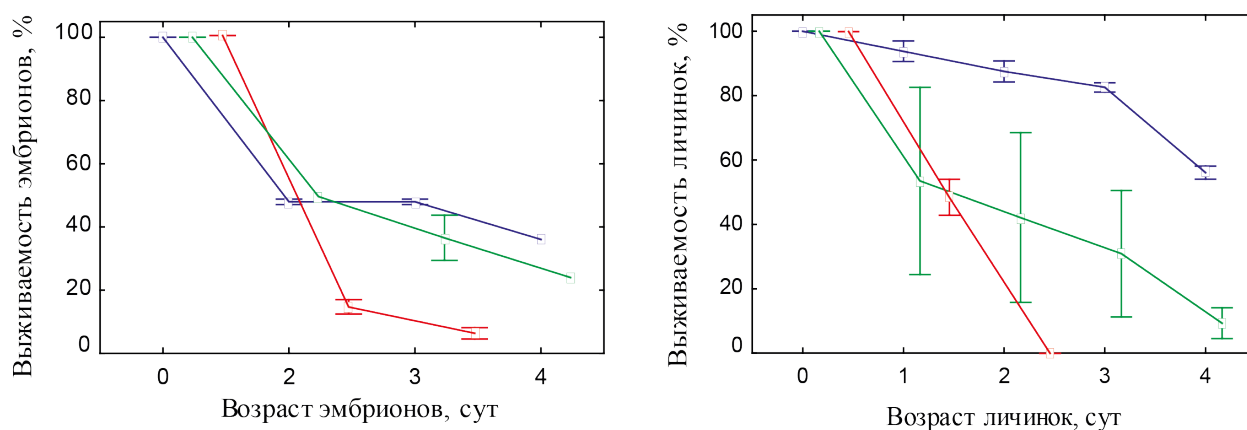 Выживаемость эмбрионов, %
100
80
60
40
20
0
0 2 3 4
Возраст эмбрионов, сут
Выживаемость личинок, %
100
80
60
40
20
0
0 1 2 3 4
Возраст личинок, сут